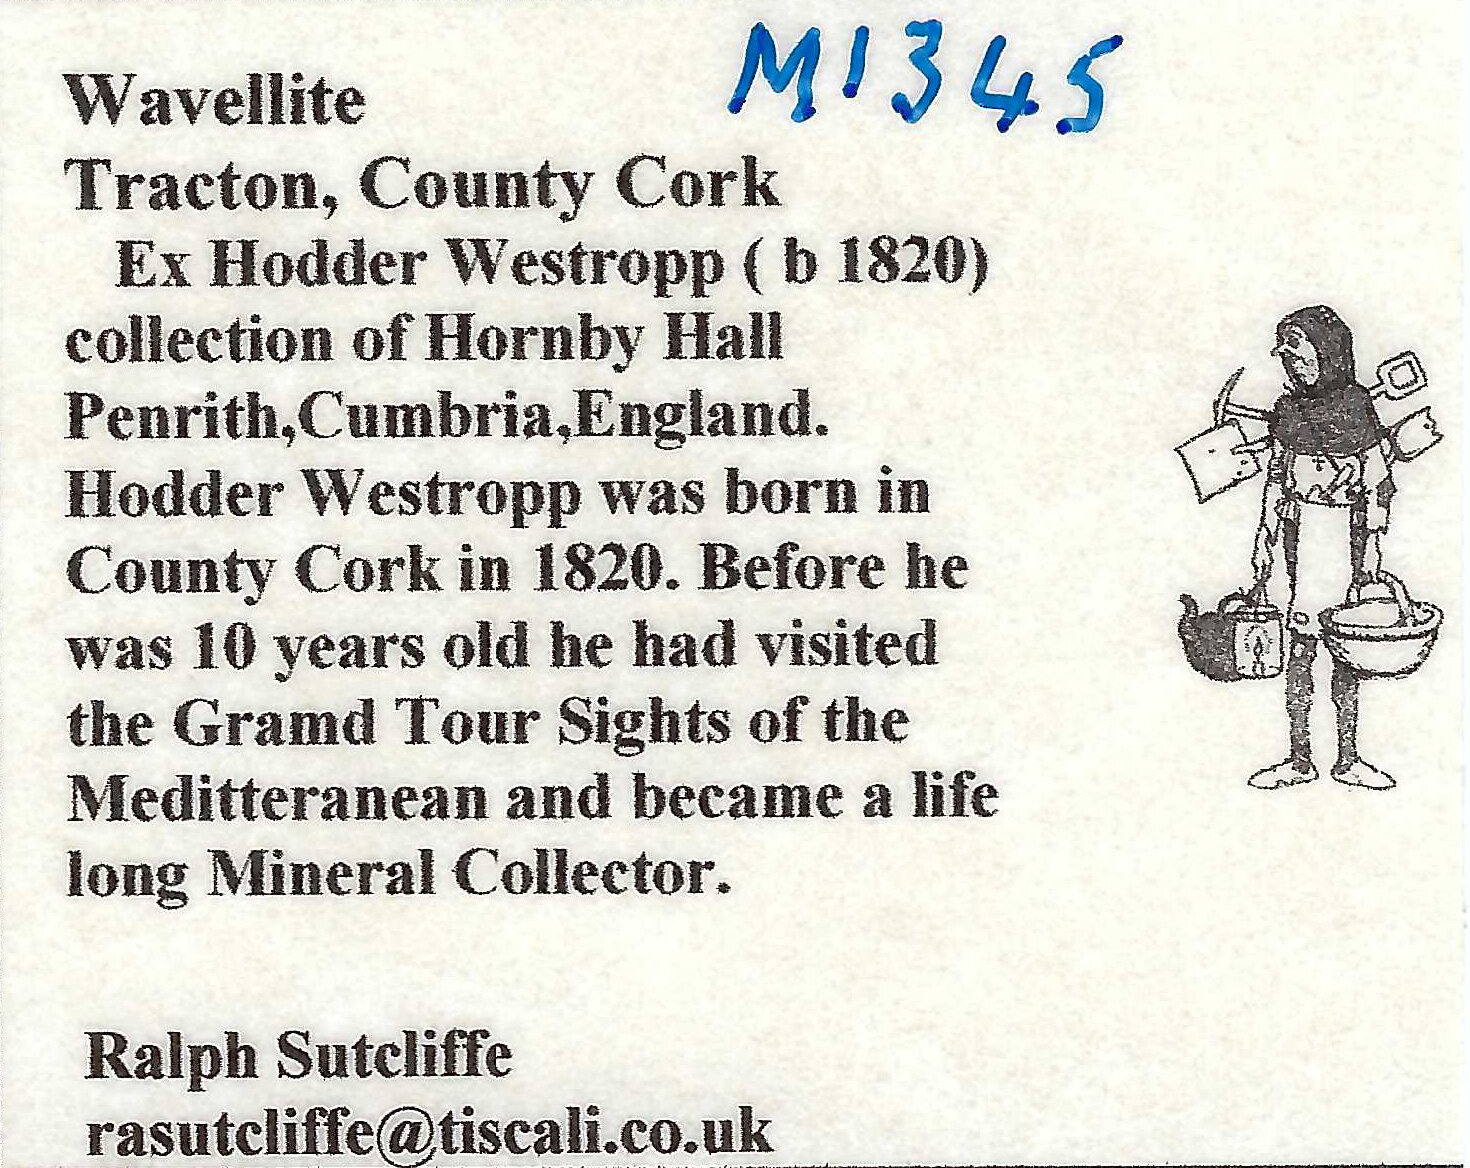 M1345
Wavellite
Tracton, County Cork
Ex Hodder Westropp ( b 1820)
collection of Hornby Hall
Penrith,Cumbria,England.
Hodder Westropp was born in
County Cork in 1820. Before he
was 10 years old he had visited
the Gramd Tour Sights of the
Meditteranean and became a life
long Mineral Collector.
Ralph Sutcliffe
rasutcliffe@tiscali.co.uk